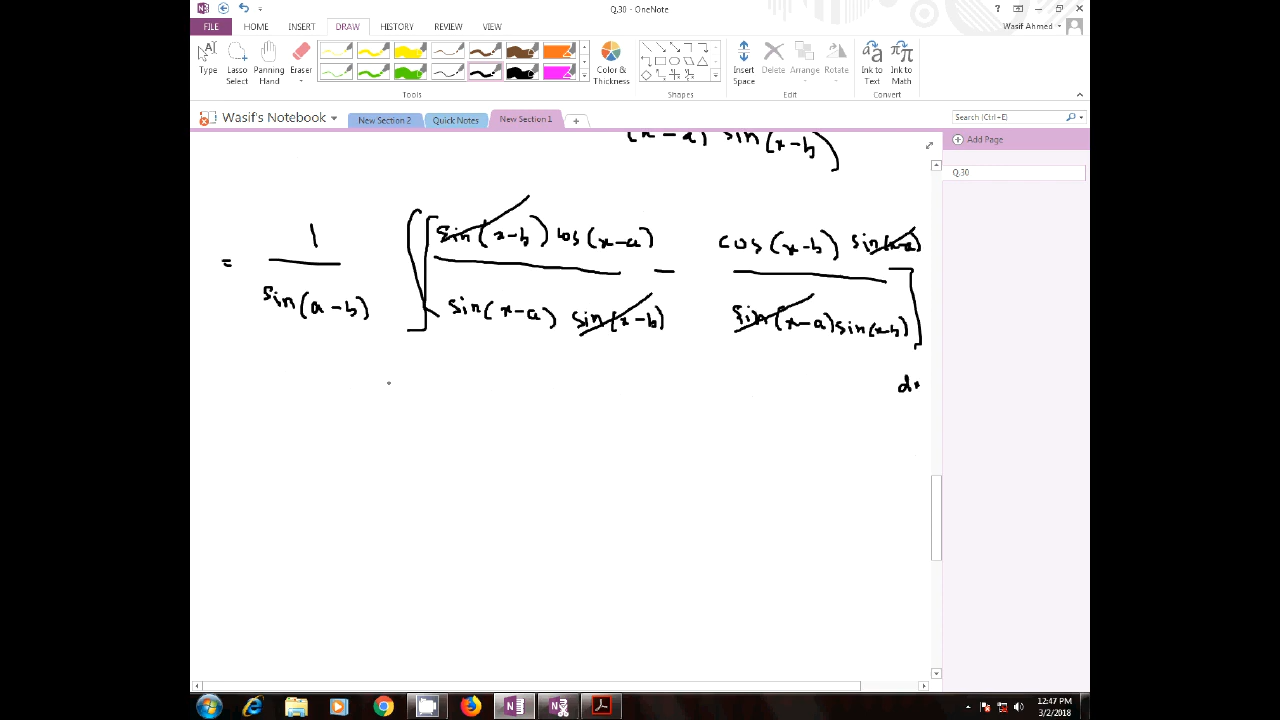 Q.30 - OneNote
Wasif Ahmed
FILE HOME INSERT DRAW HISTORY REVIEW VIEW
Type Lasso Select Panning Hand Eraser Color & Thickness Insert Space Delete Arrange Rotate Ink to Text Ink to Math
Tools Shapes Edit Convert
Wasif's Notebook New Section 2 Quick Notes New Section 1 Search (Ctrl+E)
Add Page
Q.30
(x-a) sin(x-b)
1 sin(x-b) cos(x-a) cos(x-b) sin(x-a)
= -
sin(a-b) sin(x-a) sin(x-b) sin(x-a) sin(x-b)
dx
12:47 PM
3/2/2018